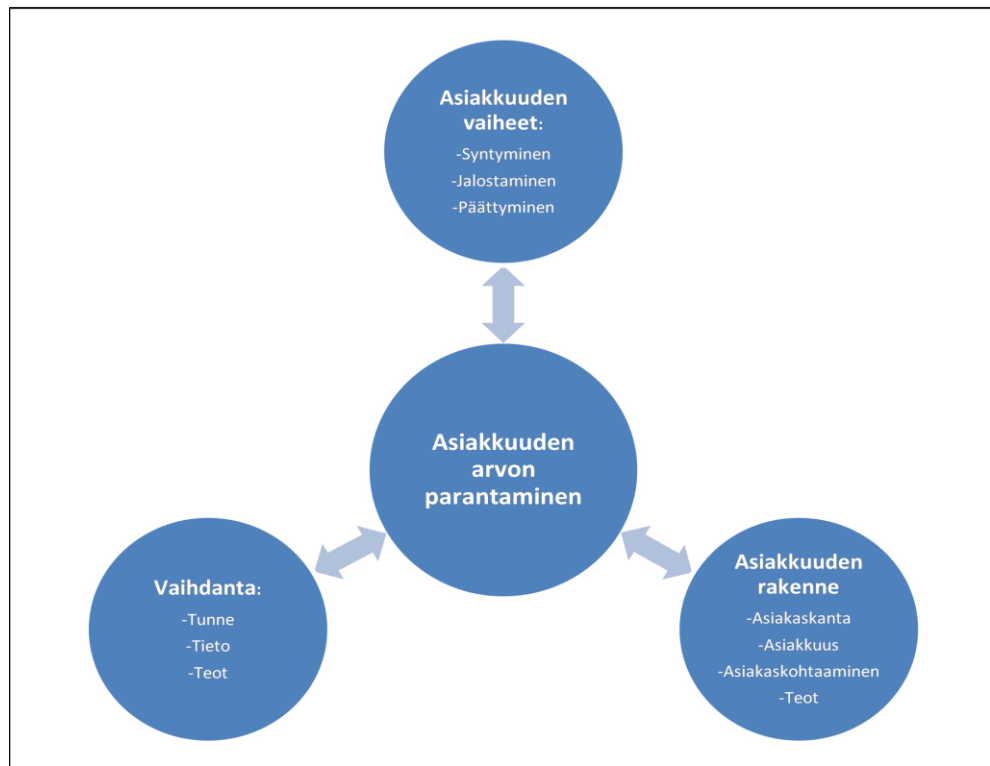 Asiakkuuden
vaiheet:
-Syntyminen
-Jalostaminen
-Päättyminen
Asiakkuuden
arvon
parantaminen
Vaihdanta:
-Tunne
-Tieto
-Teot
Asiakkuuden
rakenne
-Asiakaskanta
-Asiakkuus
-Asiakaskohtaaminen
-Teot